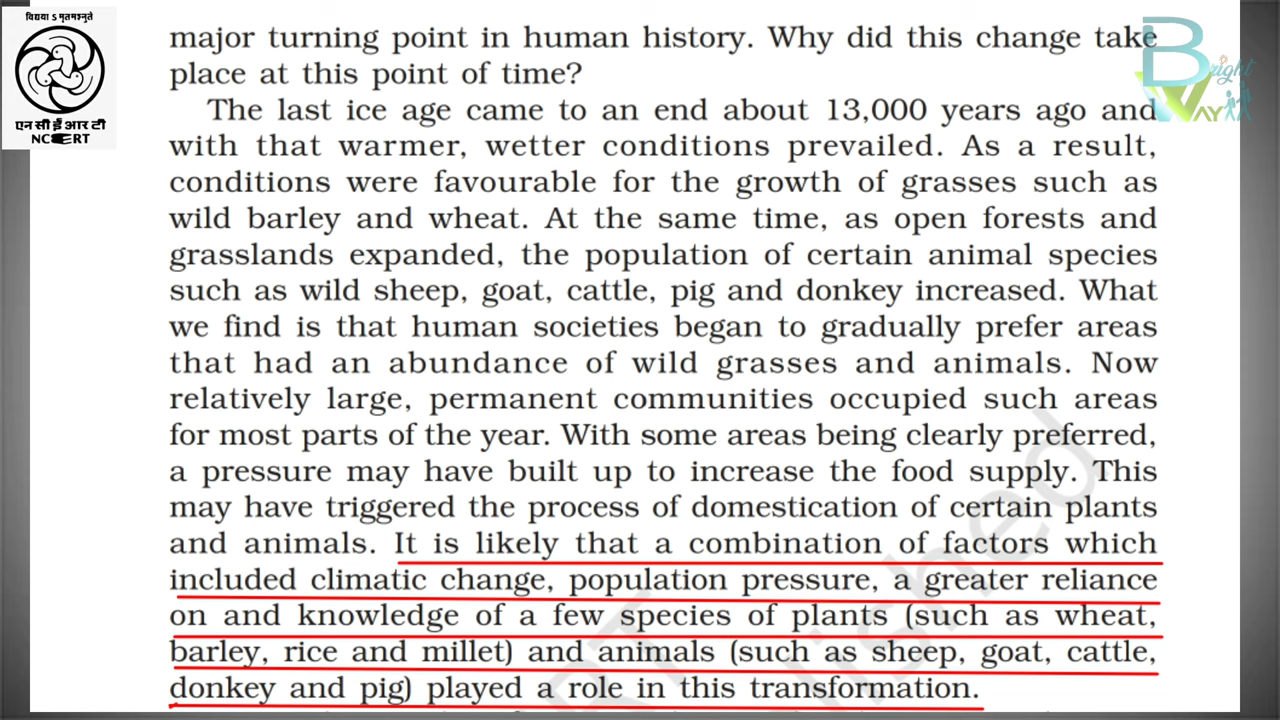 विद्यया ऽ मृतमश्नुते
एन सी ई आर टी
NCERT
Bright
Way
major turning point in human history. Why did this change take
place at this point of time?
The last ice age came to an end about 13,000 years ago and
with that warmer, wetter conditions prevailed. As a result,
conditions were favourable for the growth of grasses such as
wild barley and wheat. At the same time, as open forests and
grasslands expanded, the population of certain animal species
such as wild sheep, goat, cattle, pig and donkey increased. What
we find is that human societies began to gradually prefer areas
that had an abundance of wild grasses and animals. Now
relatively large, permanent communities occupied such areas
for most parts of the year. With some areas being clearly preferred,
a pressure may have built up to increase the food supply. This
may have triggered the process of domestication of certain plants
and animals. It is likely that a combination of factors which
included climatic change, population pressure, a greater reliance
on and knowledge of a few species of plants (such as wheat,
barley, rice and millet) and animals (such as sheep, goat, cattle,
donkey and pig) played a role in this transformation.